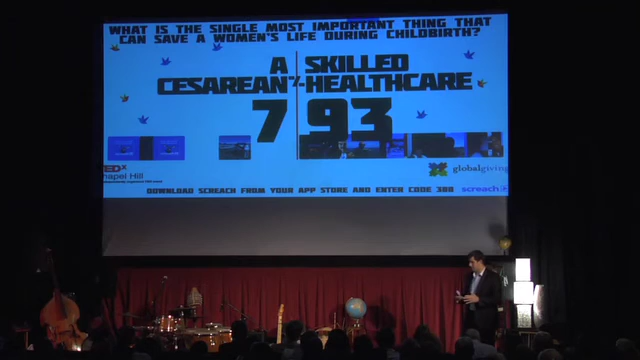 WHAT IS THE SINGLE MOST IMPORTANT THING THAT
CAN SAVE A WOMEN'S LIFE DURING CHILDBIRTH?
A SKILLED
CESAREAN HEALTHCARE
7 93
TEDx
Chapel Hill
globalgiving
DOWNLOAD SCREACH FROM YOUR APP STORE AND ENTER CODE 388
screach